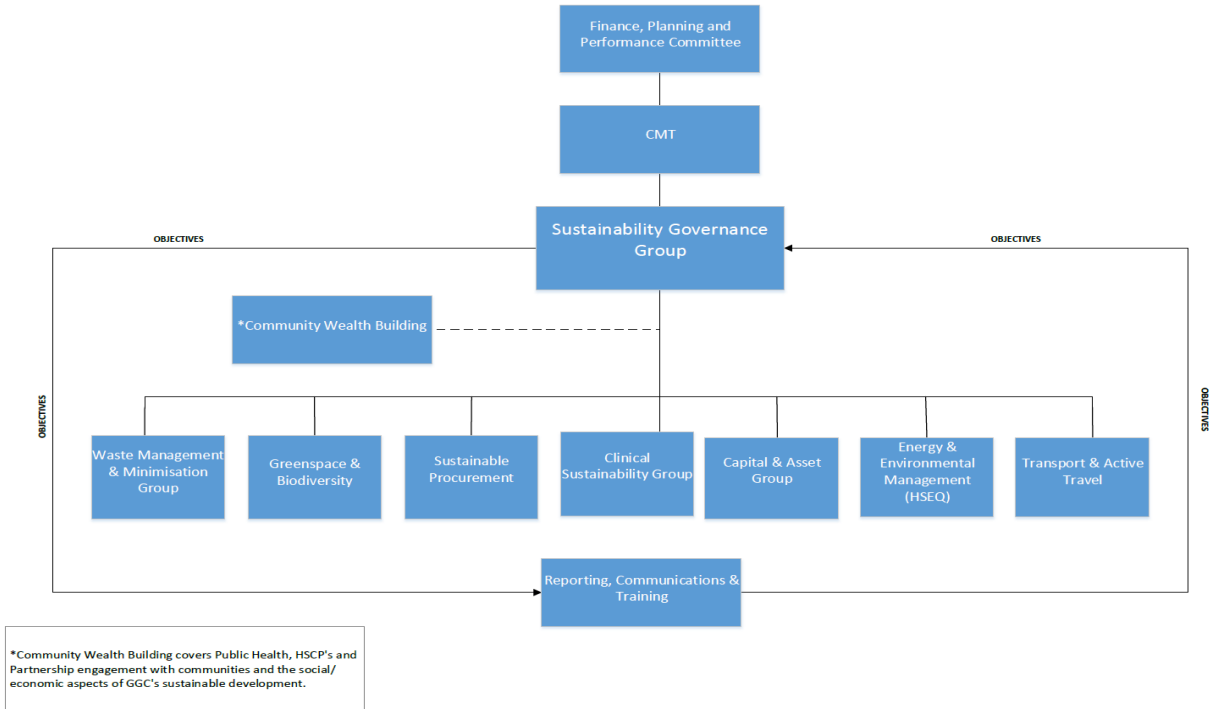 Finance, Planning and
Performance Committee
CMT
Sustainability Governance
Group
OBJECTIVES
OBJECTIVES
*Community Wealth Building
OBJECTIVES
OBJECTIVES
Waste Management
& Minimisation
Group
Greenspace &
Biodiversity
Sustainable
Procurement
Clinical
Sustainability Group
Capital & Asset
Group
Energy &
Environmental
Management
(HSEQ)
Transport & Active
Travel
Reporting, Communications &
Training
*Community Wealth Building covers Public Health, HSCP's and
Partnership engagement with communities and the social/
economic aspects of GGC's sustainable development.